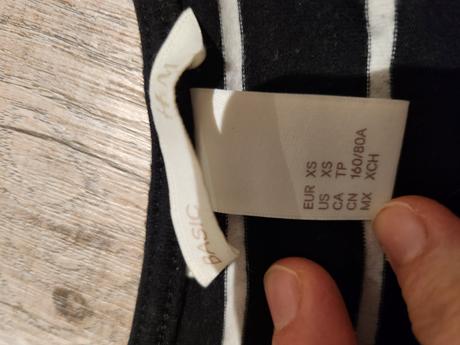 H&M
BASIC
EUR XS
US XS
CA TP
CN 160/80A
MX XCH